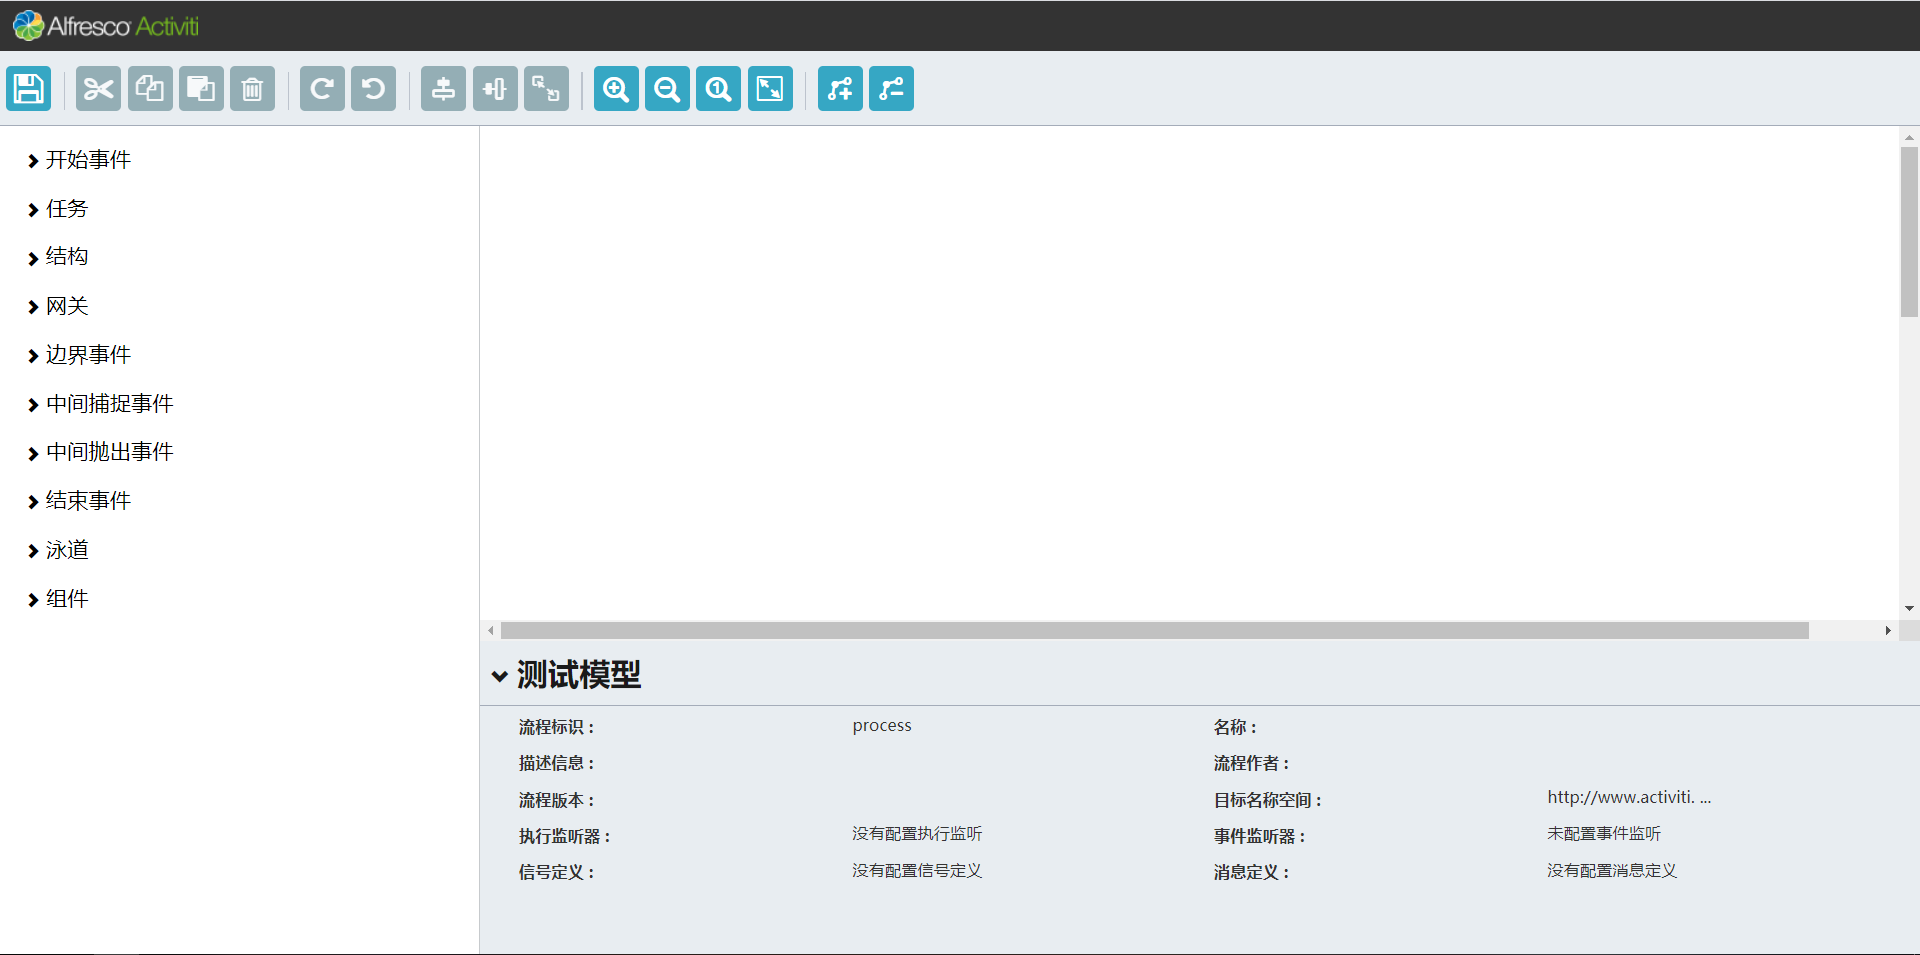 Alfresco Activiti
开始事件
任务
结构
网关
边界事件
中间捕捉事件
中间抛出事件
结束事件
泳道
组件
测试模型
流程标识： process 名称：
描述信息： 流程作者：
流程版本： 目标名称空间： http://www.activiti. ...
执行监听器： 没有配置执行监听 事件监听器： 未配置事件监听
信号定义： 没有配置信号定义 消息定义： 没有配置消息定义